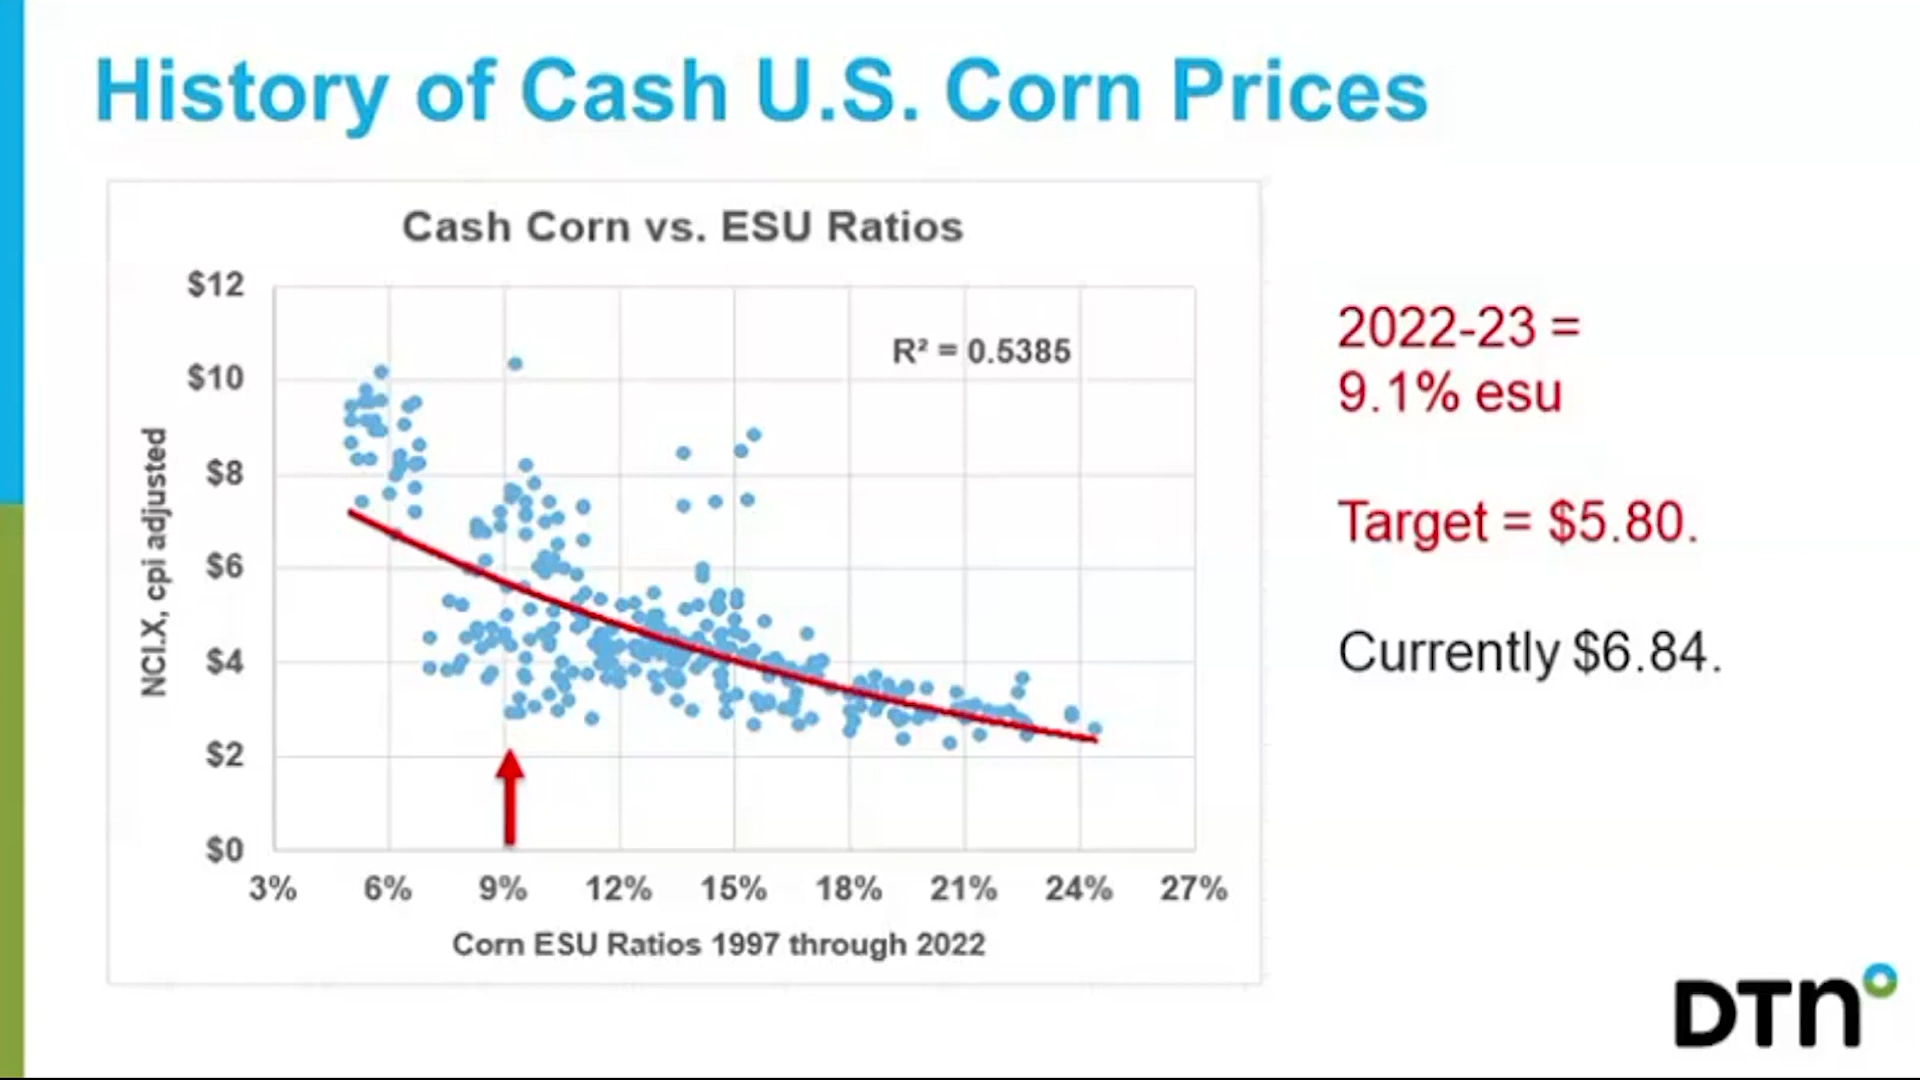 History of Cash U.S. Corn Prices
Cash Corn vs. ESU Ratios
R² = 0.5385
NCI.X, cpi adjusted
$12
$10
$8
$6
$4
$2
$0
3% 6% 9% 12% 15% 18% 21% 24% 27%
Corn ESU Ratios 1997 through 2022
2022-23 =
9.1% esu
Target = $5.80.
Currently $6.84.
DTN